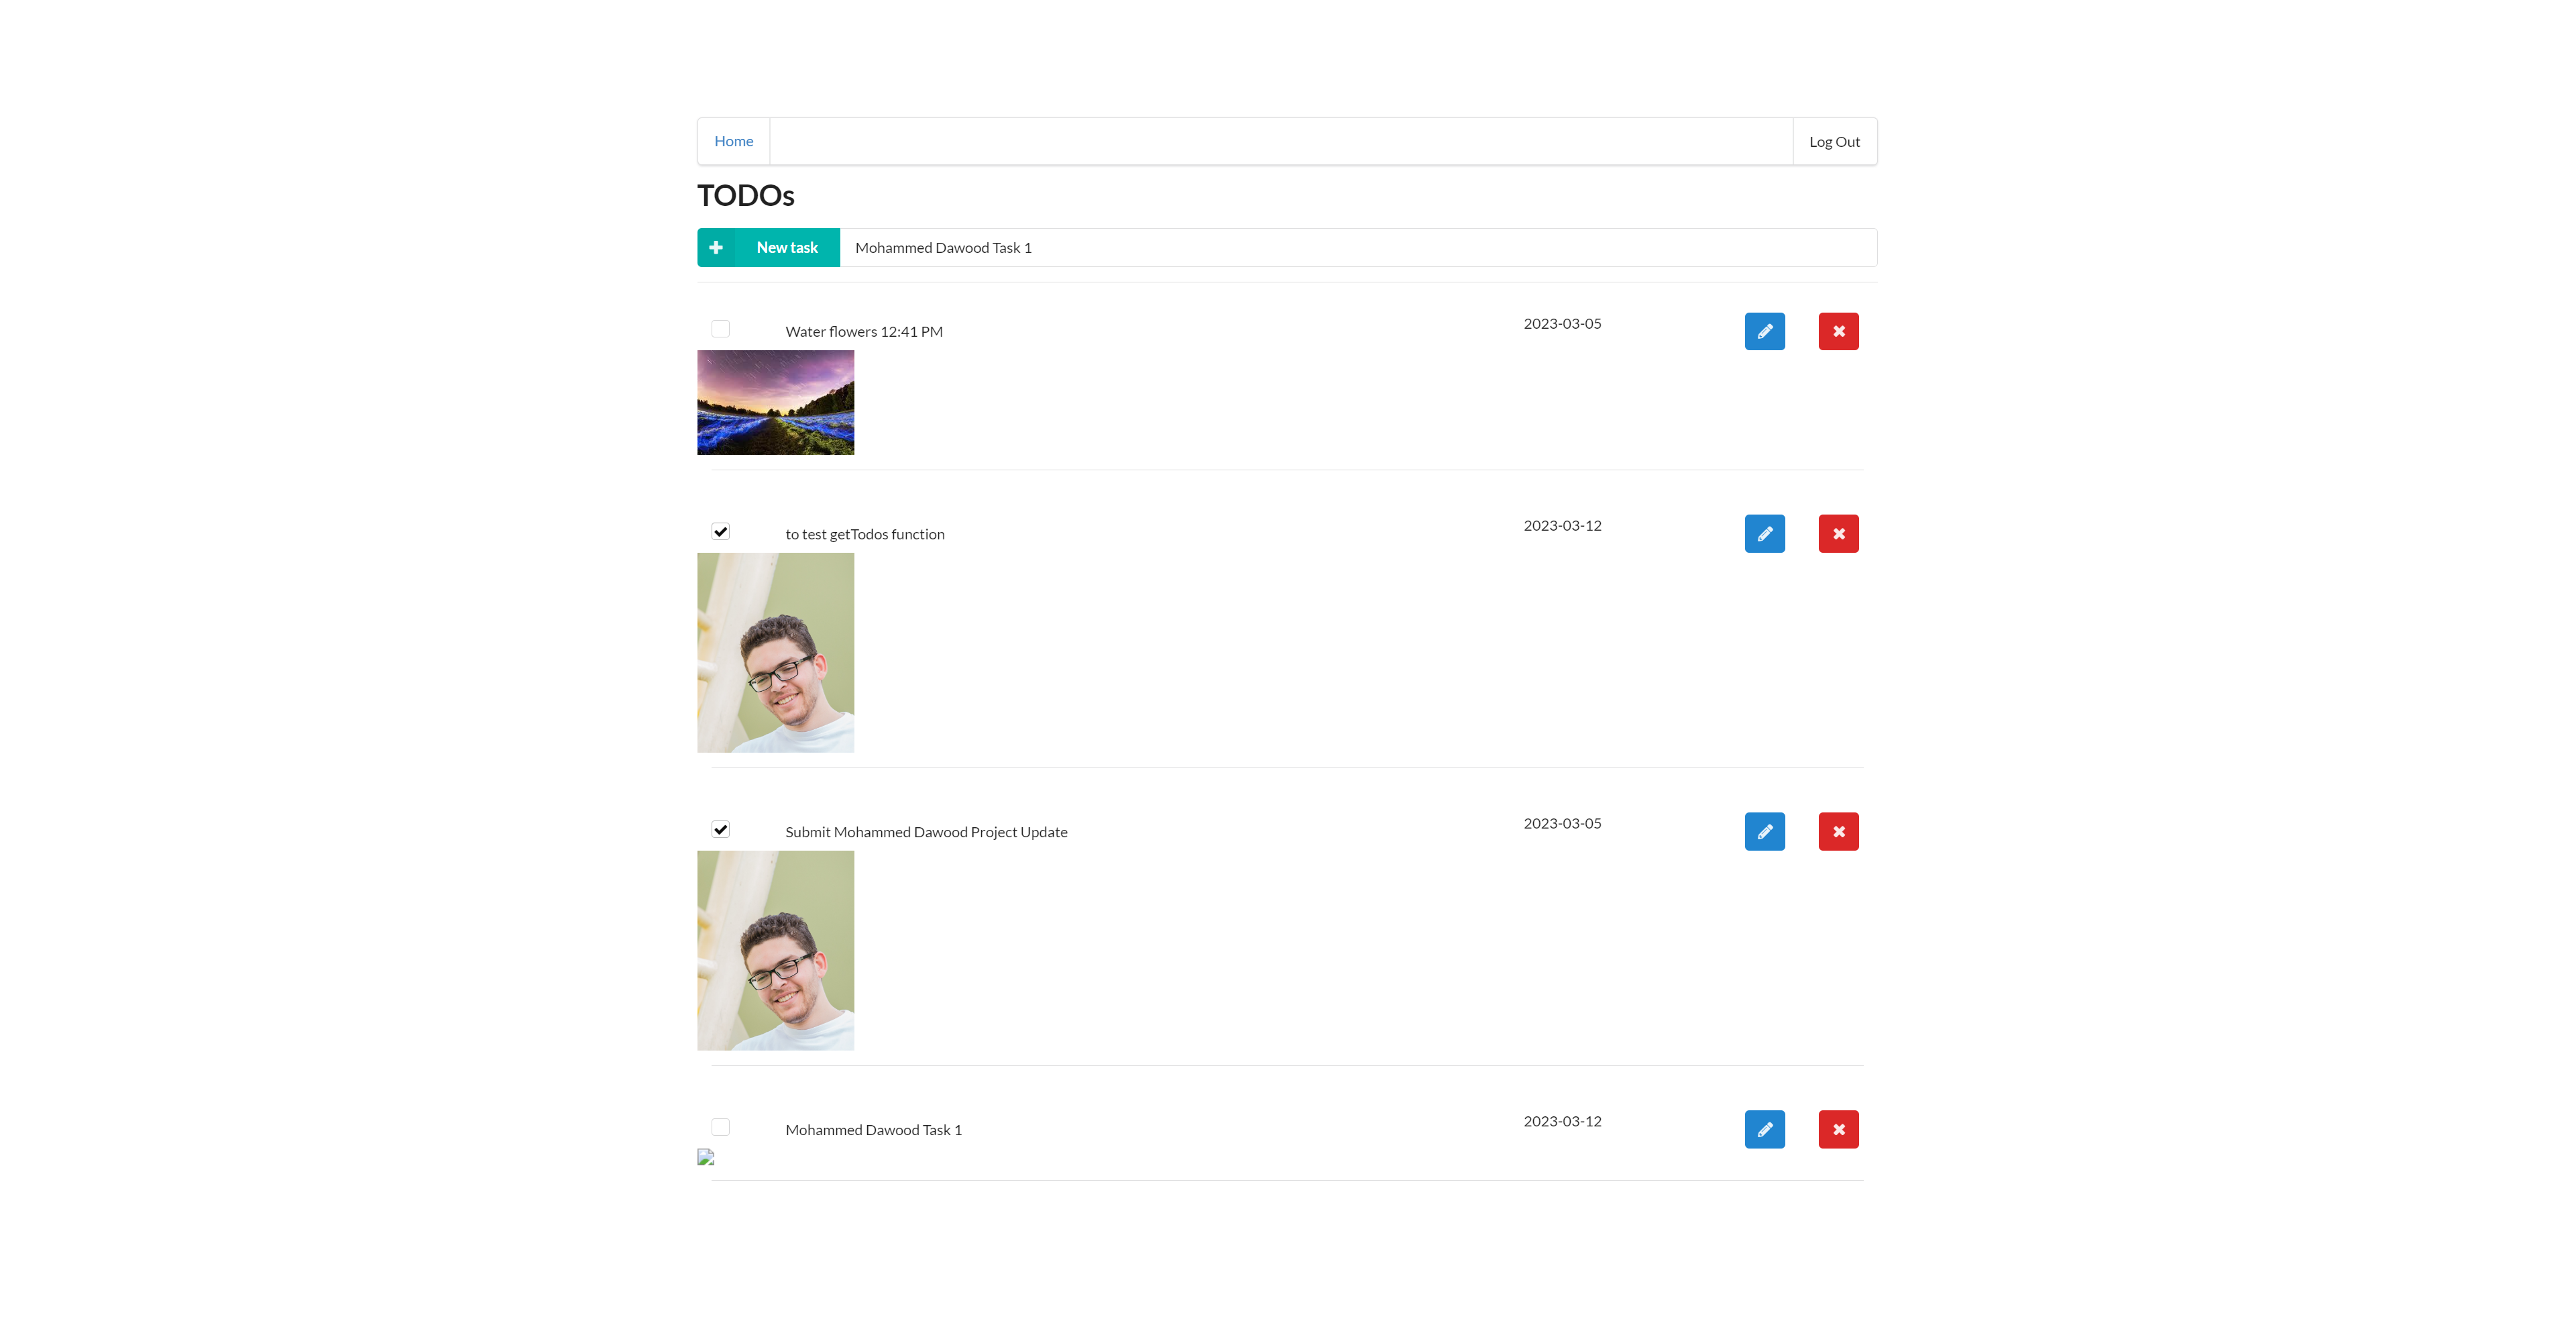 Home
Log Out
TODOs
New task
Mohammed Dawood Task 1
Water flowers 12:41 PM
2023-03-05
to test getTodos function
2023-03-12
Submit Mohammed Dawood Project Update
2023-03-05
Mohammed Dawood Task 1
2023-03-12